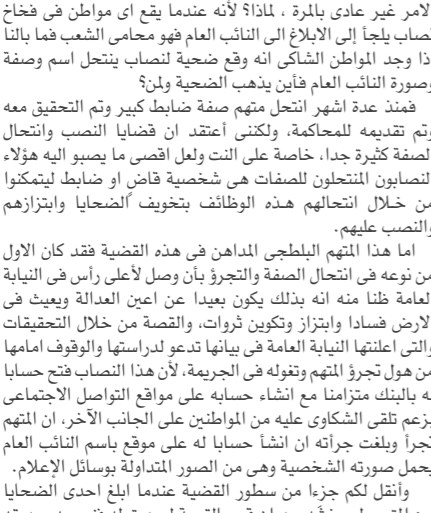 لامر غير عادى بالمرة ، لماذا؟ لأنه عندما يقع اى مواطن فى فخاخ
نصاب يلجأ إلى الابلاغ الى النائب العام فهو محامى الشعب فما بالنا
ذا وجد المواطن الشاكى انه وقع ضحية لنصاب ينتحل اسم وصفة
وصورة النائب العام فأين يذهب الضحية ولمن؟
فمنذ عدة اشهر انتحل متهم صفة ضابط كبير وتم التحقيق معه
وتم تقديمه للمحاكمة، ولكننى أعتقد ان قضايا النصب وانتحال
لصفة كثيرة جدا، خاصة على النت ولعل اقصى ما يصبو اليه هؤلاء
لنصابون المنتحلون للصفات هى شخصية قاضٍ او ضابط ليتمكنوا
من خلال انتحالهم هذه الوظائف بتخويف الضحايا وابتزازهم
والنصب عليهم.
اما هذا المتهم البلطجى المداهن فى هذه القضية فقد كان الاول
من نوعه فى انتحال الصفة والتجرؤ بأن وصل لأعلى رأس فى النيابة
لعامة ظنا منه انه بذلك يكون بعيدا عن اعين العدالة ويعيث فى
لارض فسادا وابتزاز وتكوين ثروات، والقصة من خلال التحقيقات
والتى اعلنتها النيابة العامة فى بيانها تدعو لدراستها والوقوف امامها
من هول تجرؤ المتهم وتغوله فى الجريمة، لأن هذا النصاب فتح حسابا
ه بالبنك متزامنا مع انشاء حسابه على مواقع التواصل الاجتماعى
زعم تلقى الشكاوى عليه من المواطنين على الجانب الآخر، ان المتهم
تجرأ وبلغت جرأته ان انشأ حسابا له على موقع باسم النائب العام
يحمل صورته الشخصية وهى من الصور المتداولة بوسائل الإعلام.
وأنقل لكم جزءا من سطور القضية عندما ابلغ احدى الضحايا